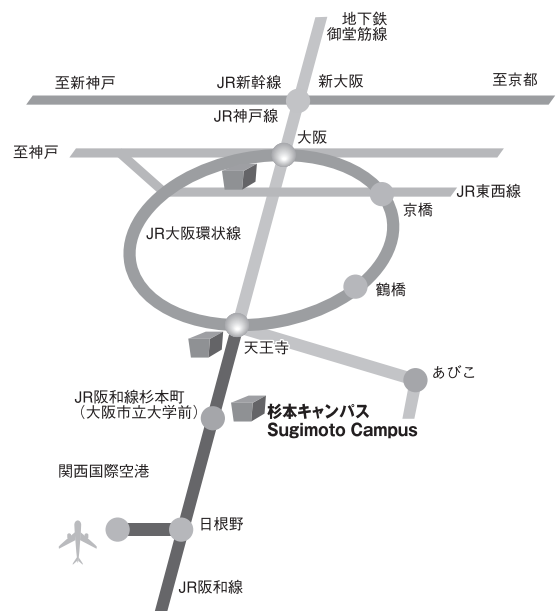 地下鉄
御堂筋線
至新神戸
JR新幹線
新大阪
至京都
JR神戸線
大阪
至神戸
JR東西線
京橋
JR大阪環状線
鶴橋
天王寺
あびこ
JR阪和線杉本町
（大阪市立大学前）
杉本キャンパス
Sugimoto Campus
関西国際空港
日根野
JR阪和線